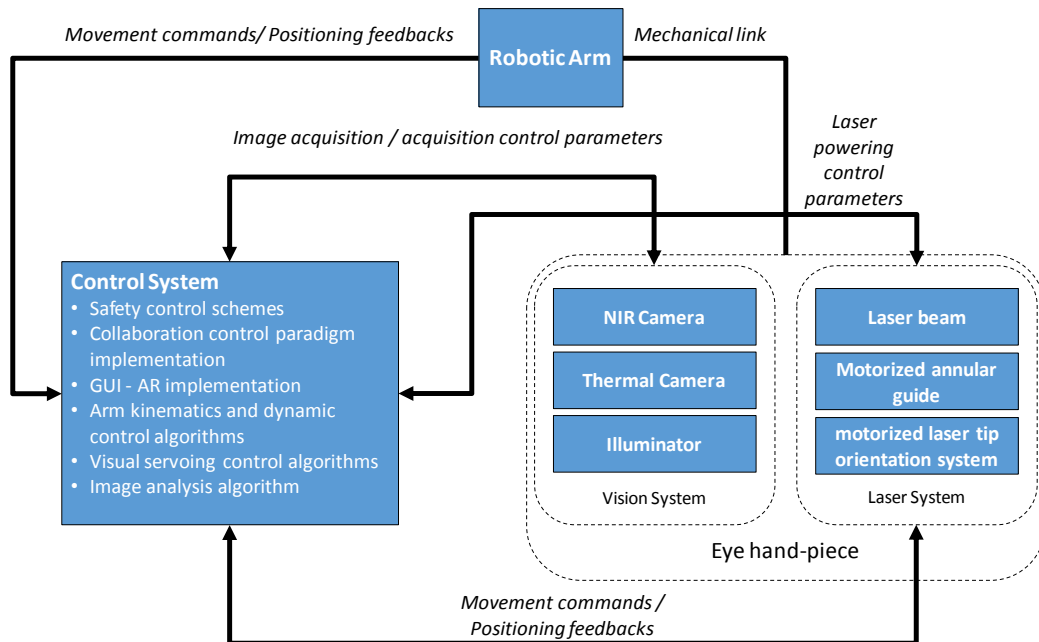 Movement commands/ Positioning feedbacks
Robotic Arm
Mechanical link
Image acquisition / acquisition control parameters
Laser
powering
control
parameters
Control System
• Safety control schemes
• Collaboration control paradigm
implementation
• GUI - AR implementation
• Arm kinematics and dynamic
control algorithms
• Visual servoing control algorithms
• Image analysis algorithm
NIR Camera
Thermal Camera
Illuminator
Vision System
Laser beam
Motorized annular
guide
motorized laser tip
orientation system
Laser System
Eye hand-piece
Movement commands /
Positioning feedbacks